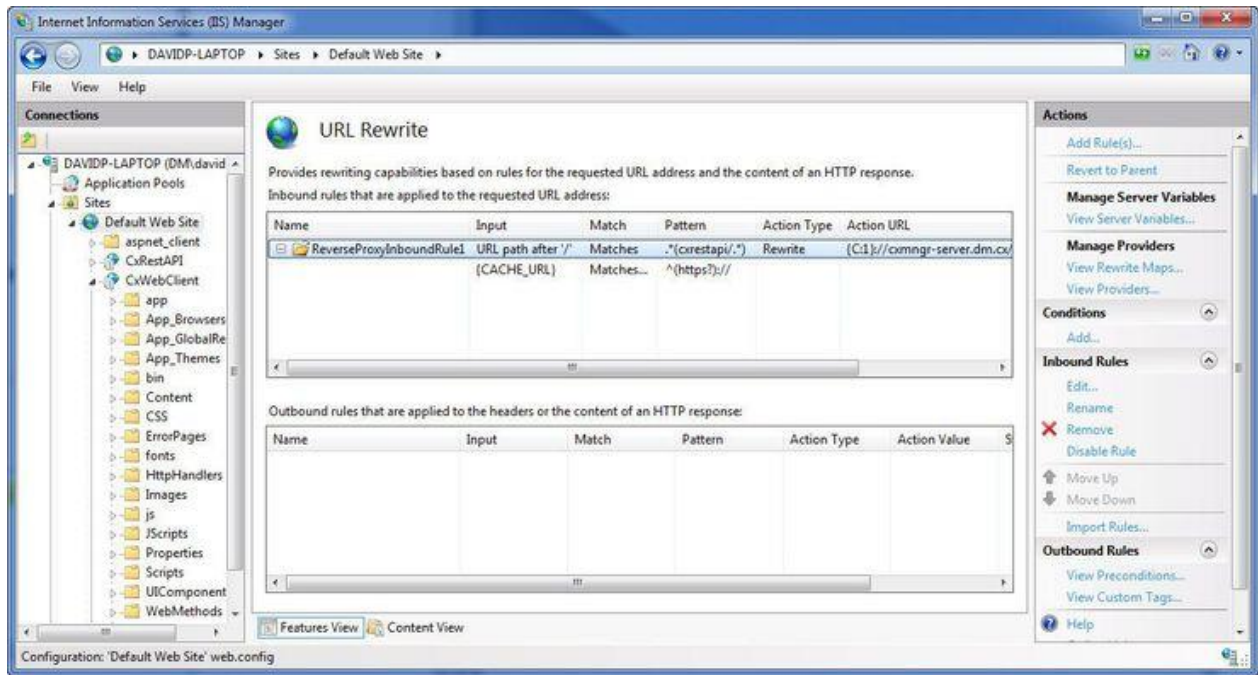 Internet Information Services (IIS) Manager
DAVIDP-LAPTOP Sites Default Web Site
File View Help
Connections
DAVIDP-LAPTOP (DM\david
Application Pools
Sites
Default Web Site
aspnet_client
CxRestAPI
CxWebClient
app
App_Browsers
App_GlobalRe
App_Themes
bin
Content
CSS
ErrorPages
fonts
HttpHandlers
Images
js
JScripts
Properties
Scripts
UIComponent
WebMethods
URL Rewrite
Provides rewriting capabilities based on rules for the requested URL address and the content of an HTTP response.
Inbound rules that are applied to the requested URL address:
Name Input Match Pattern Action Type Action URL
ReverseProxyInboundRule1 URL path after '/' Matches .*(cxrestapi/.*) Rewrite {C:1}://cxmngr-server.dm.cx/
{CACHE_URL} Matches... ^(https?)://
Outbound rules that are applied to the headers or the content of an HTTP response:
Name Input Match Pattern Action Type Action Value S
Features View Content View
Actions
Add Rule(s)...
Revert to Parent
Manage Server Variables
View Server Variables...
Manage Providers
View Rewrite Maps...
View Providers...
Conditions
Add...
Inbound Rules
Edit...
Rename
Remove
Disable Rule
Move Up
Move Down
Import Rules...
Outbound Rules
View Preconditions...
View Custom Tags...
Help
Configuration: 'Default Web Site' web.config